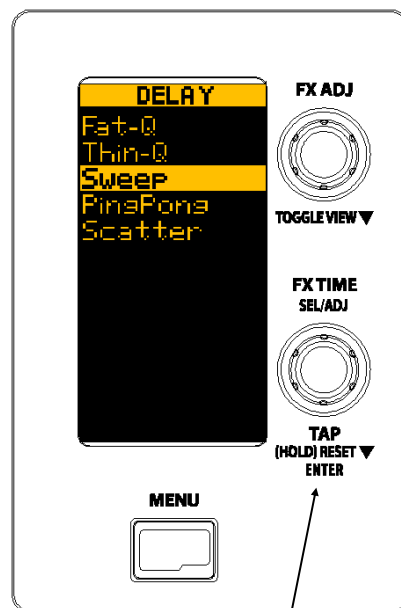 DELAY
Fat-Q
Thin-Q
Sweep
PingPong
Scatter
FX ADJ
TOGGLE VIEW ▼
FX TIME
SEL/ADJ
TAP
(HOLD) RESET ▼
ENTER
MENU